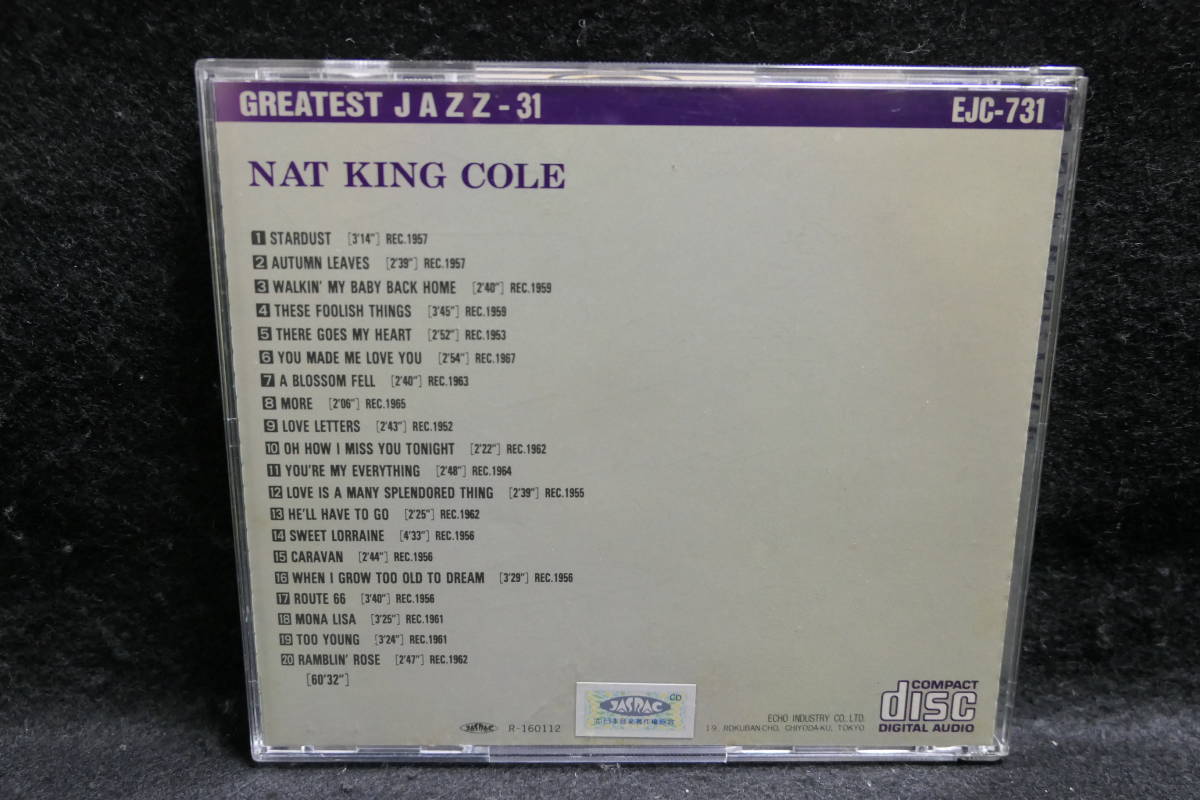 GREATEST JAZZ - 31 EJC-731
NAT KING COLE
1 STARDUST [3'14"] REC.1957
2 AUTUMN LEAVES [2'39"] REC.1957
3 WALKIN' MY BABY BACK HOME [2'40"] REC.1959
4 THESE FOOLISH THINGS [3'45"] REC.1959
5 THERE GOES MY HEART [2'52"] REC.1953
6 YOU MADE ME LOVE YOU [2'54"] REC.1967
7 A BLOSSOM FELL [2'40"] REC.1963
8 MORE [2'06"] REC.1965
9 LOVE LETTERS [2'43"] REC.1952
10 OH HOW I MISS YOU TONIGHT [2'22"] REC.1962
11 YOU'RE MY EVERYTHING [2'48"] REC.1964
12 LOVE IS A MANY SPLENDORED THING [2'39"] REC.1955
13 HE'LL HAVE TO GO [2'25"] REC.1962
14 SWEET LORRAINE [4'33"] REC.1956
15 CARAVAN [2'44"] REC.1956
16 WHEN I GROW TOO OLD TO DREAM [3'29"] REC.1956
17 ROUTE 66 [3'40"] REC.1956
18 MONA LISA [3'25"] REC.1961
19 TOO YOUNG [3'24"] REC.1961
20 RAMBLIN' ROSE [2'47"] REC.1962
[60'32"]
JASRAC R-160112
CD
JASRAC
ECHO INDUSTRY CO. LTD.
19, ROKUBAN-CHO, CHIYODA-KU, TOKYO
COMPACT
disc
DIGITAL AUDIO